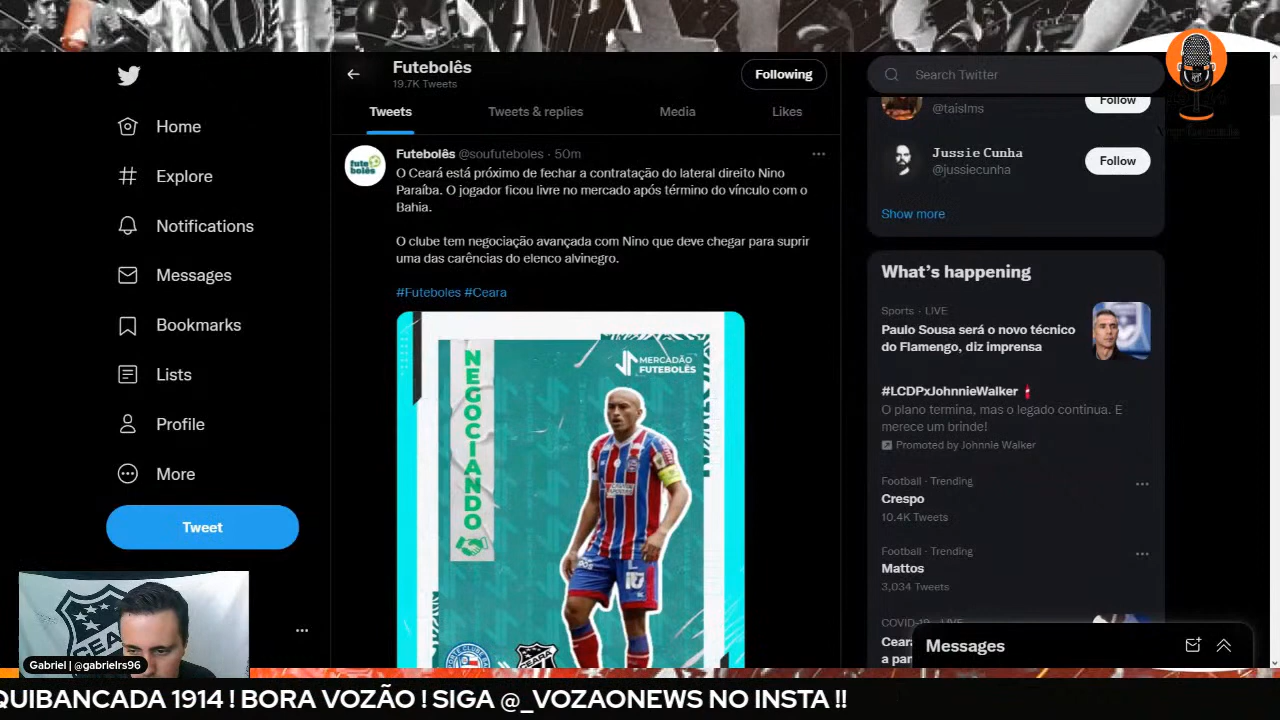 Home
Explore
Notifications
Messages
Bookmarks
Lists
Profile
More
Tweet
Futebolês
19.7K Tweets
Following
Tweets
Tweets & replies
Media
Likes
Futebolês @soufuteboles · 50m
O Ceará está próximo de fechar a contratação do lateral direito Nino
Paraíba. O jogador ficou livre no mercado após término do vínculo com o
Bahia.
O clube tem negociação avançada com Nino que deve chegar para suprir
uma das carências do elenco alvinegro.
#Futeboles #Ceara
NEGOCIANDO
MERCADÃO
FUTEBOLÊS
Search Twitter
@taislms
Follow
Jussie Cunha
@jussiecunha
Follow
Show more
What's happening
Sports · LIVE
Paulo Sousa será o novo técnico
do Flamengo, diz imprensa
#LCDPxJohnnieWalker
O plano termina, mas o legado continua. E
merece um brinde!
Promoted by Johnnie Walker
Football · Trending
Crespo
10.4K Tweets
Football · Trending
Mattos
3,034 Tweets
COVID-19 · LIVE
Messages
CEARÁ
Gabriel | @gabrielrs96
QUIBANCADA 1914 ! BORA VOZÃO ! SIGA @_VOZAONEWS NO INSTA !!